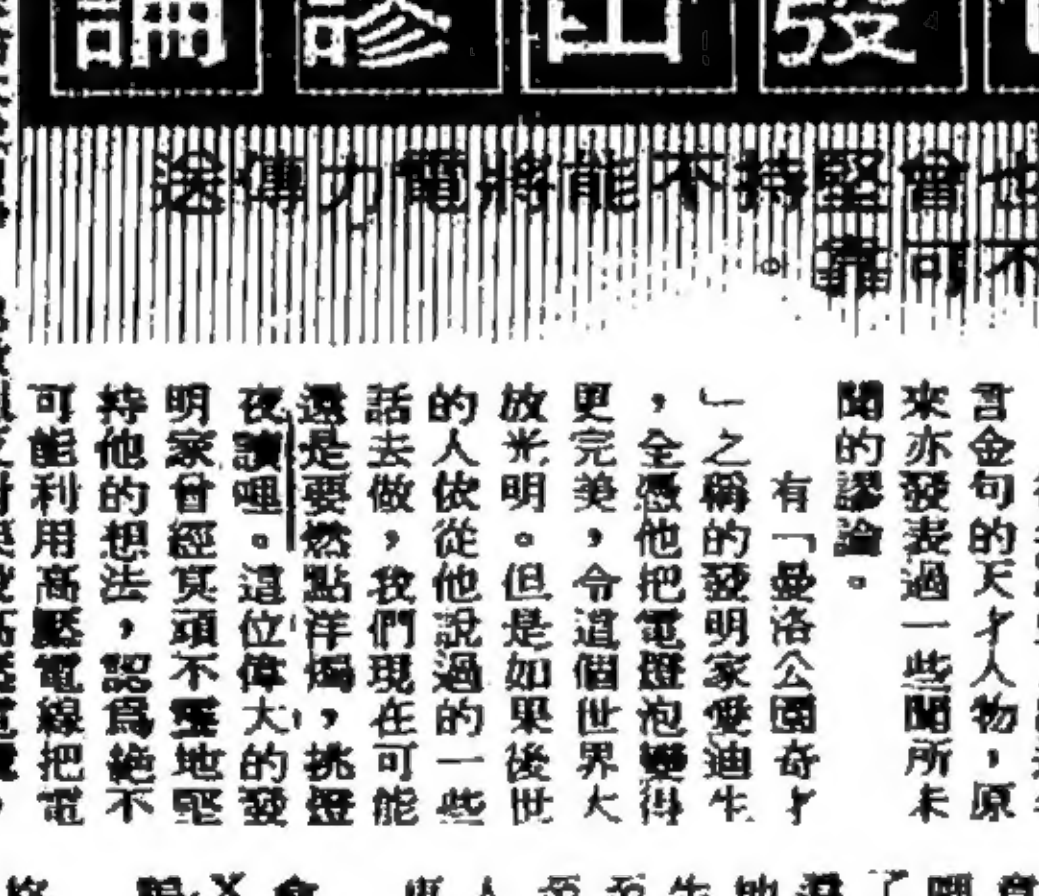 發出謬論
也曾堅持不能將電力傳送
不可靠。
言金句的天才人物，原
來亦發表過一些聞所未
聞的謬論。
有「曼洛公園奇才
」之稱的發明家愛迪生
，全憑他把電燈泡變得
更完美，令這個世界大
放光明。但是如果後世
的人依從他說過的一些
話去做，我們現在可能
還是要燃點洋燭，挑燈
夜讀哩。這位偉大的發
明家曾經冥頑不靈地堅
持他的想法，認爲絶不
可能利用高壓電線把電